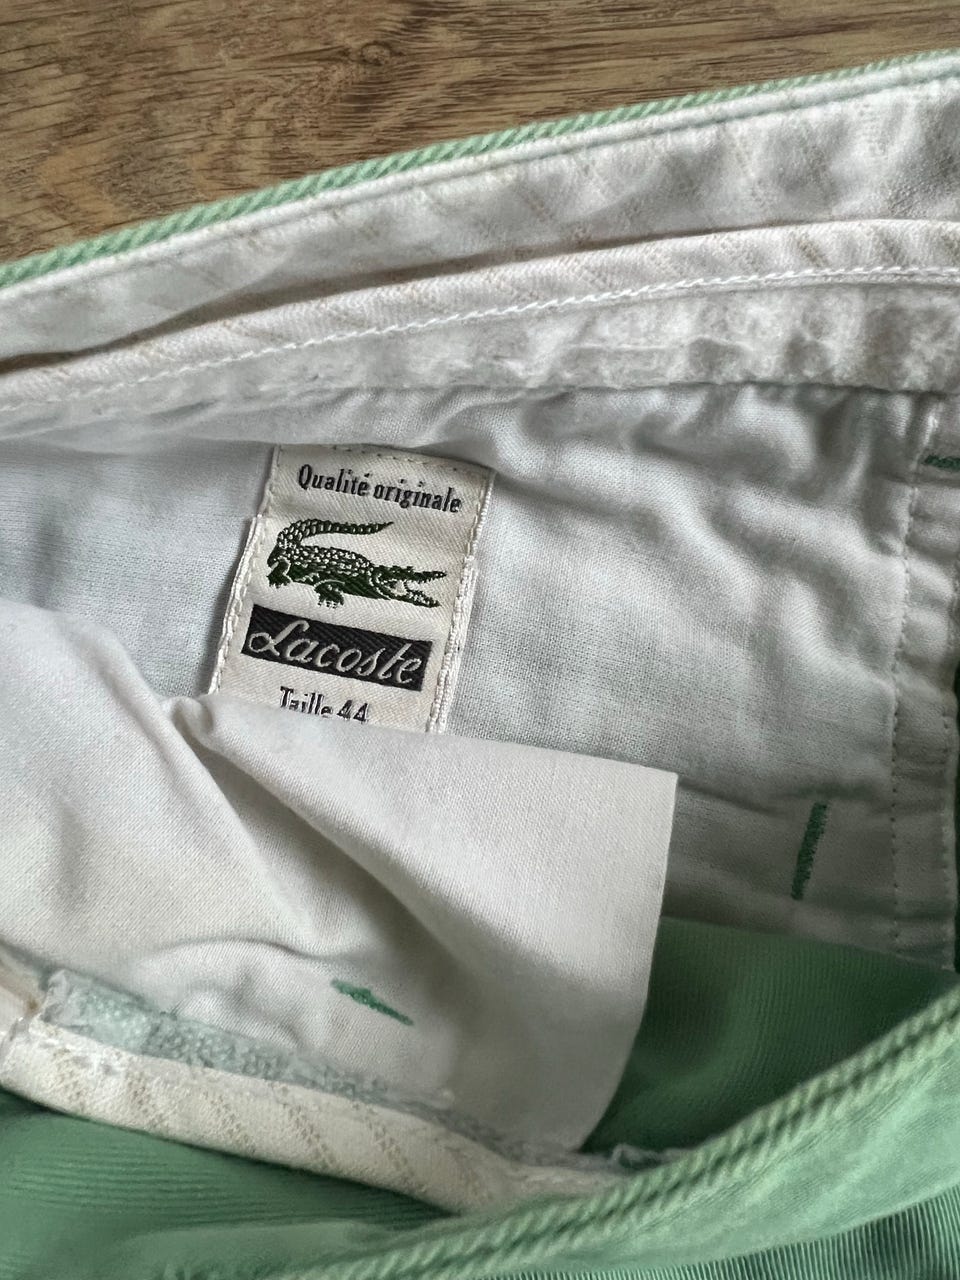 Qualité originale
Lacoste
Taille 44